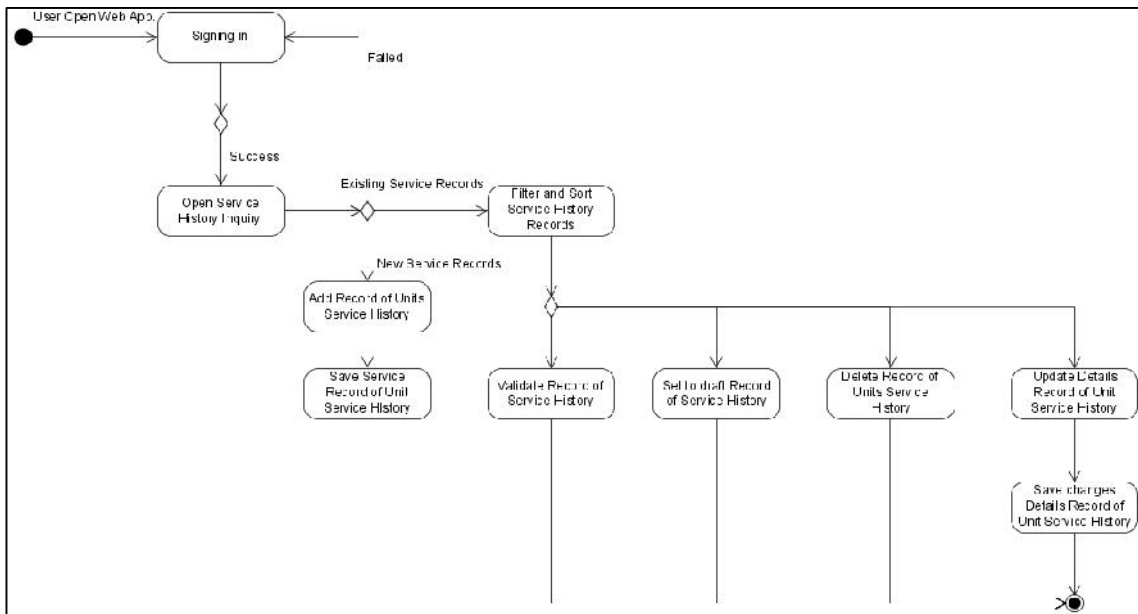 User Open Web App.
Signing in
Failed
Success
Open Service
History Inquiry
Existing Service Records
Filter and Sort
Service History
Records
New Service Records
Add Record of Units
Service History
Save Service
Record of Unit
Service History
Validate Record of
Service History
Set to draft Record
of Service History
Delete Record of
Units Service
History
Update Details
Record of Unit
Service History
Save changes
Details Record of
Unit Service History